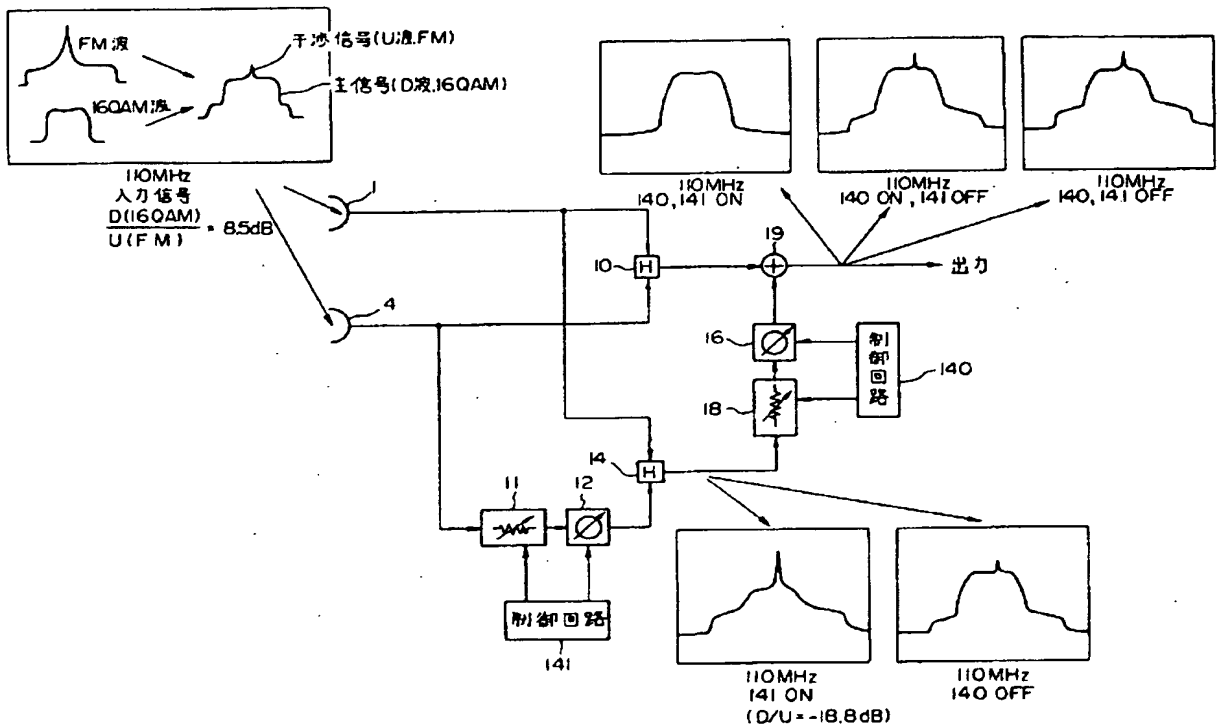 FM波
16QAM波
干渉信号(U波,FM)
主信号(D波,16QAM)
110MHz
入力信号
D(16QAM)
U(FM)
= 8.5dB
1
4
10
H
19
+
出力
16
18
制御回路
140
14
H
11
12
制御回路
141
110MHz
140,141 ON
110MHz
140 ON,141 OFF
110MHz
140,141 OFF
110MHz
141 ON
(D/U=-18.8dB)
110MHz
140 OFF